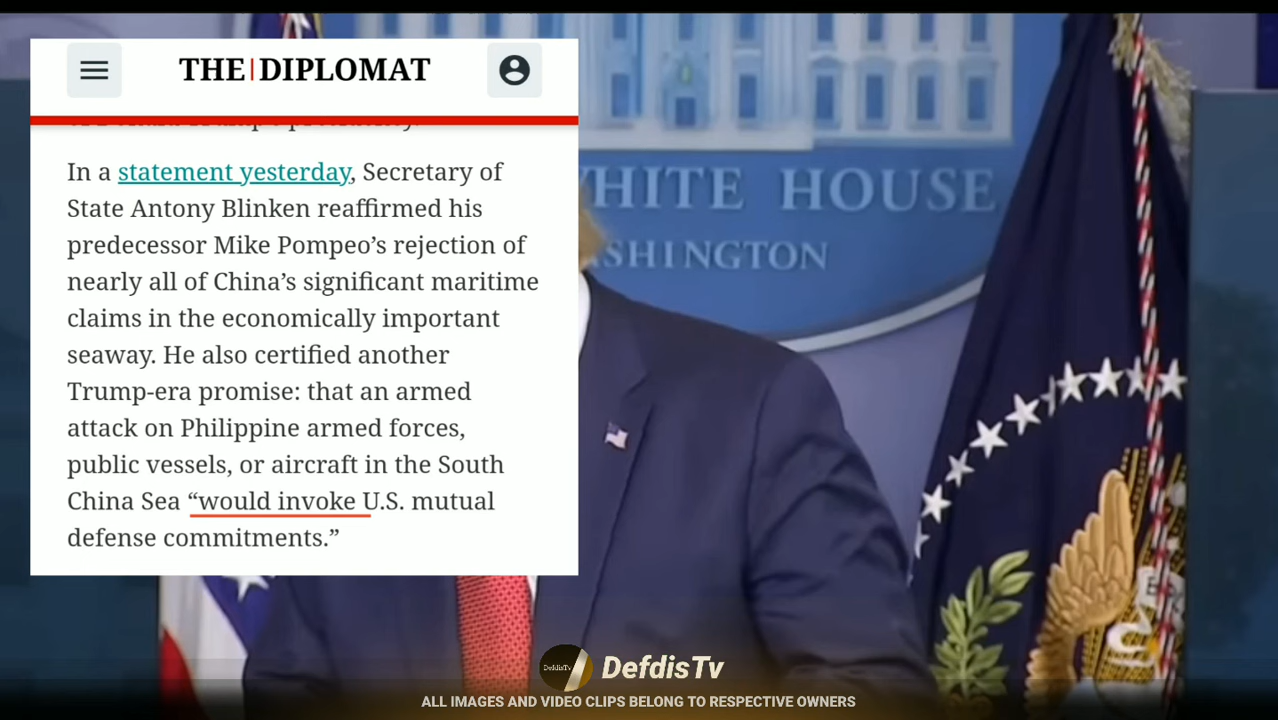 THE|DIPLOMAT
In a statement yesterday, Secretary of
State Antony Blinken reaffirmed his
predecessor Mike Pompeo’s rejection of
nearly all of China’s significant maritime
claims in the economically important
seaway. He also certified another
Trump-era promise: that an armed
attack on Philippine armed forces,
public vessels, or aircraft in the South
China Sea “would invoke U.S. mutual
defense commitments.”
HITE HOUSE
SHINGTON
DefdisTv
DefdisTv
ALL IMAGES AND VIDEO CLIPS BELONG TO RESPECTIVE OWNERS